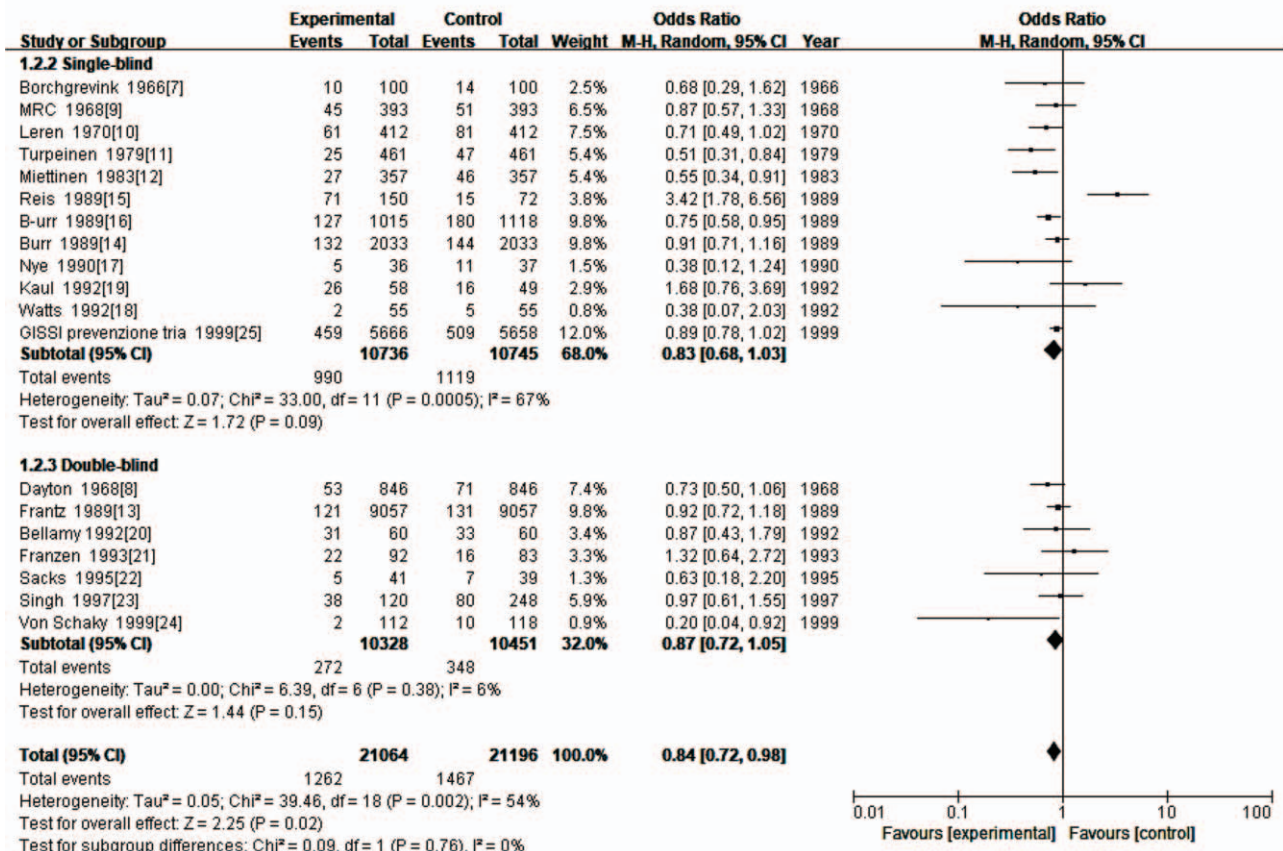 Experimental Control Odds Ratio Odds Ratio
Study or Subgroup Events Total Events Total Weight M-H, Random, 95% CI Year M-H, Random, 95% CI
1.2.2 Single-blind
Borchgrevink 1966[7] 10 100 14 100 2.5% 0.68 [0.29, 1.62] 1966
MRC 1968[9] 45 393 51 393 6.5% 0.87 [0.57, 1.33] 1968
Leren 1970[10] 61 412 81 412 7.5% 0.71 [0.49, 1.02] 1970
Turpeinen 1979[11] 25 461 47 461 5.4% 0.51 [0.31, 0.84] 1979
Miettinen 1983[12] 27 357 46 357 5.4% 0.55 [0.34, 0.91] 1983
Reis 1989[15] 71 150 15 72 3.8% 3.42 [1.78, 6.56] 1989
B-urr 1989[16] 127 1015 180 1118 9.8% 0.75 [0.58, 0.95] 1989
Burr 1989[14] 132 2033 144 2033 9.8% 0.91 [0.71, 1.16] 1989
Nye 1990[17] 5 36 11 37 1.5% 0.38 [0.12, 1.24] 1990
Kaul 1992[19] 26 58 16 49 2.9% 1.68 [0.76, 3.69] 1992
Watts 1992[18] 2 55 5 55 0.8% 0.38 [0.07, 2.03] 1992
GISSI prevenzione tria 1999[25] 459 5666 509 5658 12.0% 0.89 [0.78, 1.02] 1999
Subtotal (95% CI) 10736 10745 68.0% 0.83 [0.68, 1.03]
Total events 990 1119
Heterogeneity: Tau² = 0.07; Chi² = 33.00, df = 11 (P = 0.0005); I² = 67%
Test for overall effect: Z = 1.72 (P = 0.09)
1.2.3 Double-blind
Dayton 1968[8] 53 846 71 846 7.4% 0.73 [0.50, 1.06] 1968
Frantz 1989[13] 121 9057 131 9057 9.8% 0.92 [0.72, 1.18] 1989
Bellamy 1992[20] 31 60 33 60 3.4% 0.87 [0.43, 1.79] 1992
Franzen 1993[21] 22 92 16 83 3.3% 1.32 [0.64, 2.72] 1993
Sacks 1995[22] 5 41 7 39 1.3% 0.63 [0.18, 2.20] 1995
Singh 1997[23] 38 120 80 248 5.9% 0.97 [0.61, 1.55] 1997
Von Schaky 1999[24] 2 112 10 118 0.9% 0.20 [0.04, 0.92] 1999
Subtotal (95% CI) 10328 10451 32.0% 0.87 [0.72, 1.05]
Total events 272 348
Heterogeneity: Tau² = 0.00; Chi² = 6.39, df = 6 (P = 0.38); I² = 6%
Test for overall effect: Z = 1.44 (P = 0.15)
Total (95% CI) 21064 21196 100.0% 0.84 [0.72, 0.98]
Total events 1262 1467
Heterogeneity: Tau² = 0.05; Chi² = 39.46, df = 18 (P = 0.002); I² = 54%
Test for overall effect: Z = 2.25 (P = 0.02)
Test for subgroup differences: Chi² = 0.09, df = 1 (P = 0.76), I² = 0%
0.01 0.1 1 10 100
Favours [experimental] Favours [control]